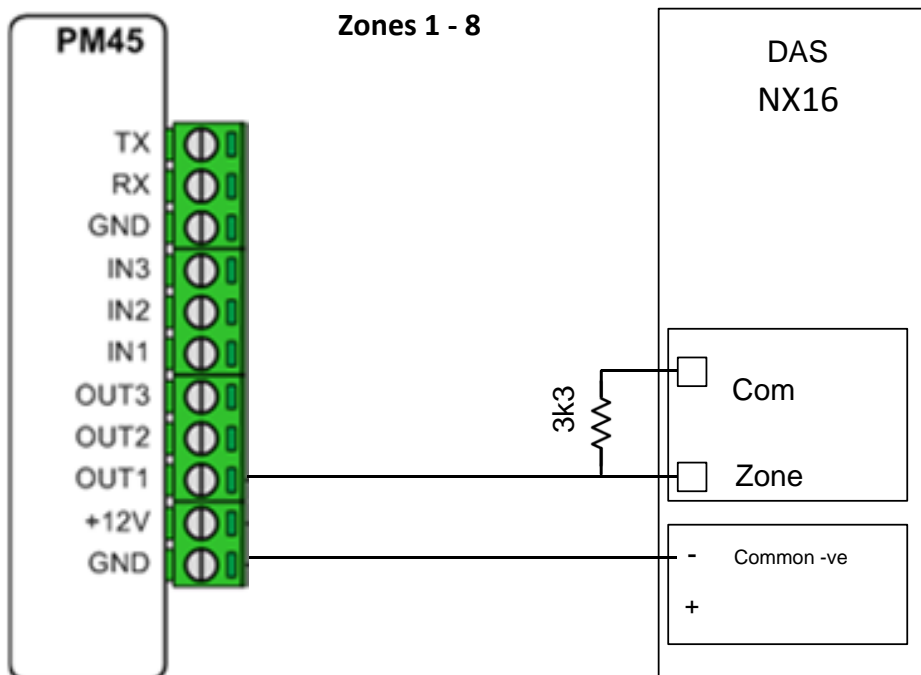 Zones 1 - 8
PM45
TX
RX
GND
IN3
IN2
IN1
OUT3
OUT2
OUT1
+12V
GND
3k3
DAS
NX16
Com
Zone
- Common -ve
+